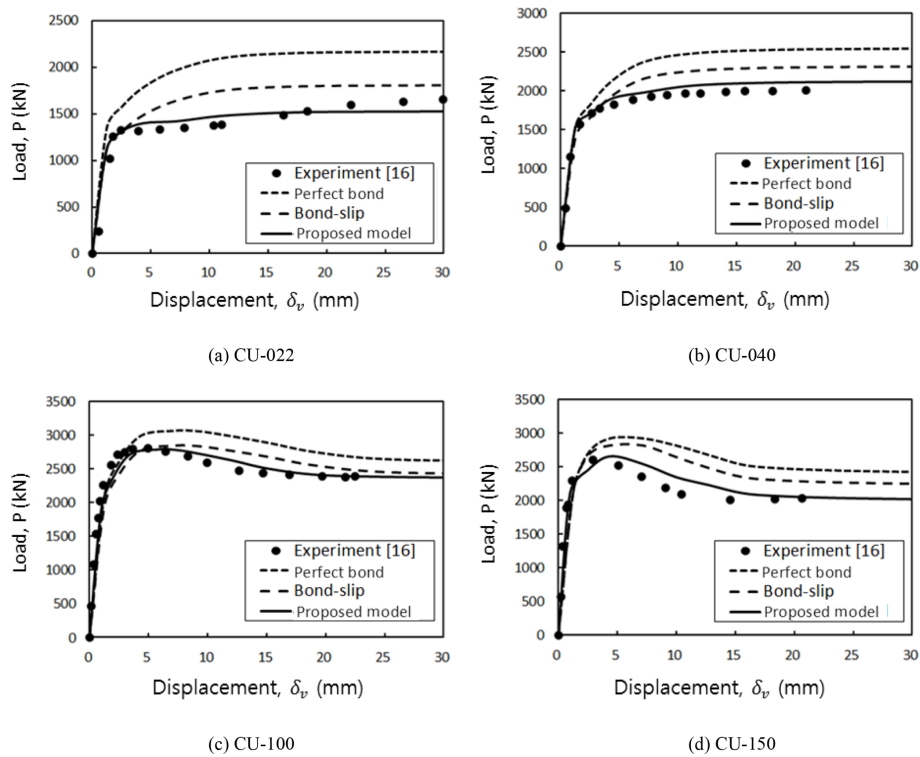 2500
2000
1500
1000
500
0
0 5 10 15 20 25 30
Load, P (kN)
Displacement, δv (mm)
Experiment [16]
Perfect bond
Bond-slip
Proposed model
(a) CU-022
3000
2500
2000
1500
1000
500
0
0 5 10 15 20 25 30
Load, P (kN)
Displacement, δv (mm)
Experiment [16]
Perfect bond
Bond-slip
Proposed model
(b) CU-040
3500
3000
2500
2000
1500
1000
500
0
0 5 10 15 20 25 30
Load, P (kN)
Displacement, δv (mm)
Experiment [16]
Perfect bond
Bond-slip
Proposed model
(c) CU-100
3500
3000
2500
2000
1500
1000
500
0
0 5 10 15 20 25 30
Load, P (kN)
Displacement, δv (mm)
Experiment [16]
Perfect bond
Bond-slip
Proposed model
(d) CU-150